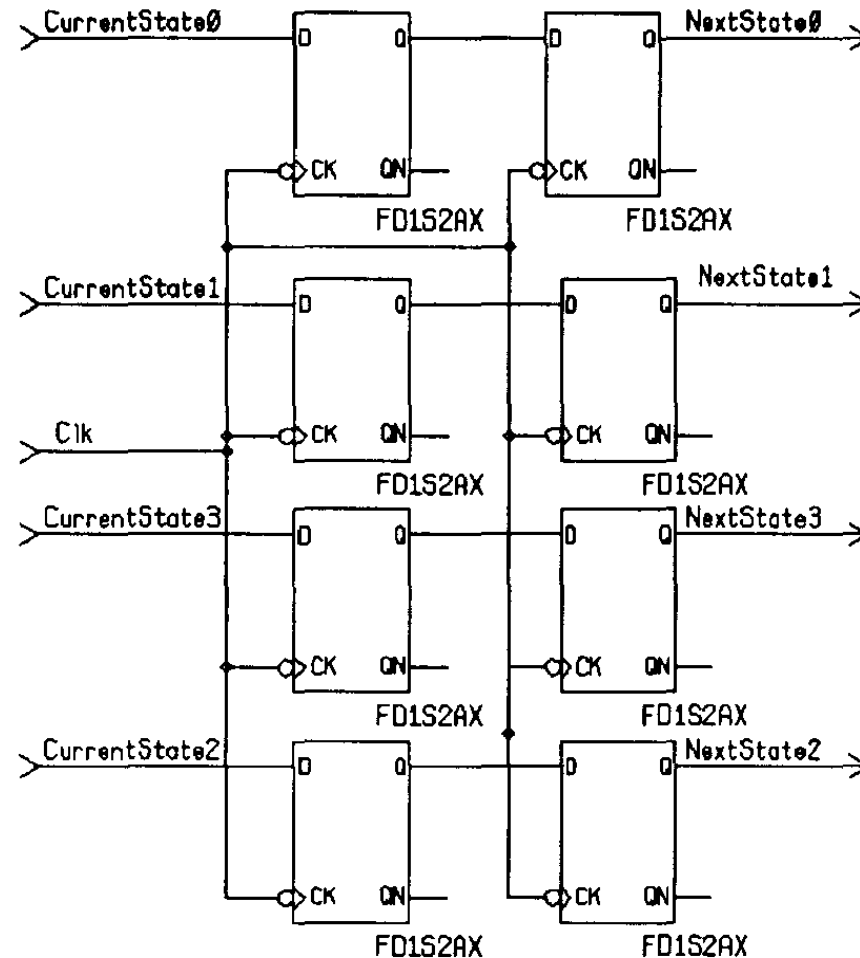 CurrentState0 D Q D Q NextState0
CK QN CK QN
FD1S2AX FD1S2AX
CurrentState1 D Q D Q NextState1
Clk CK QN CK QN
FD1S2AX FD1S2AX
CurrentState3 D Q D Q NextState3
CK QN CK QN
FD1S2AX FD1S2AX
CurrentState2 D Q D Q NextState2
CK QN CK QN
FD1S2AX FD1S2AX